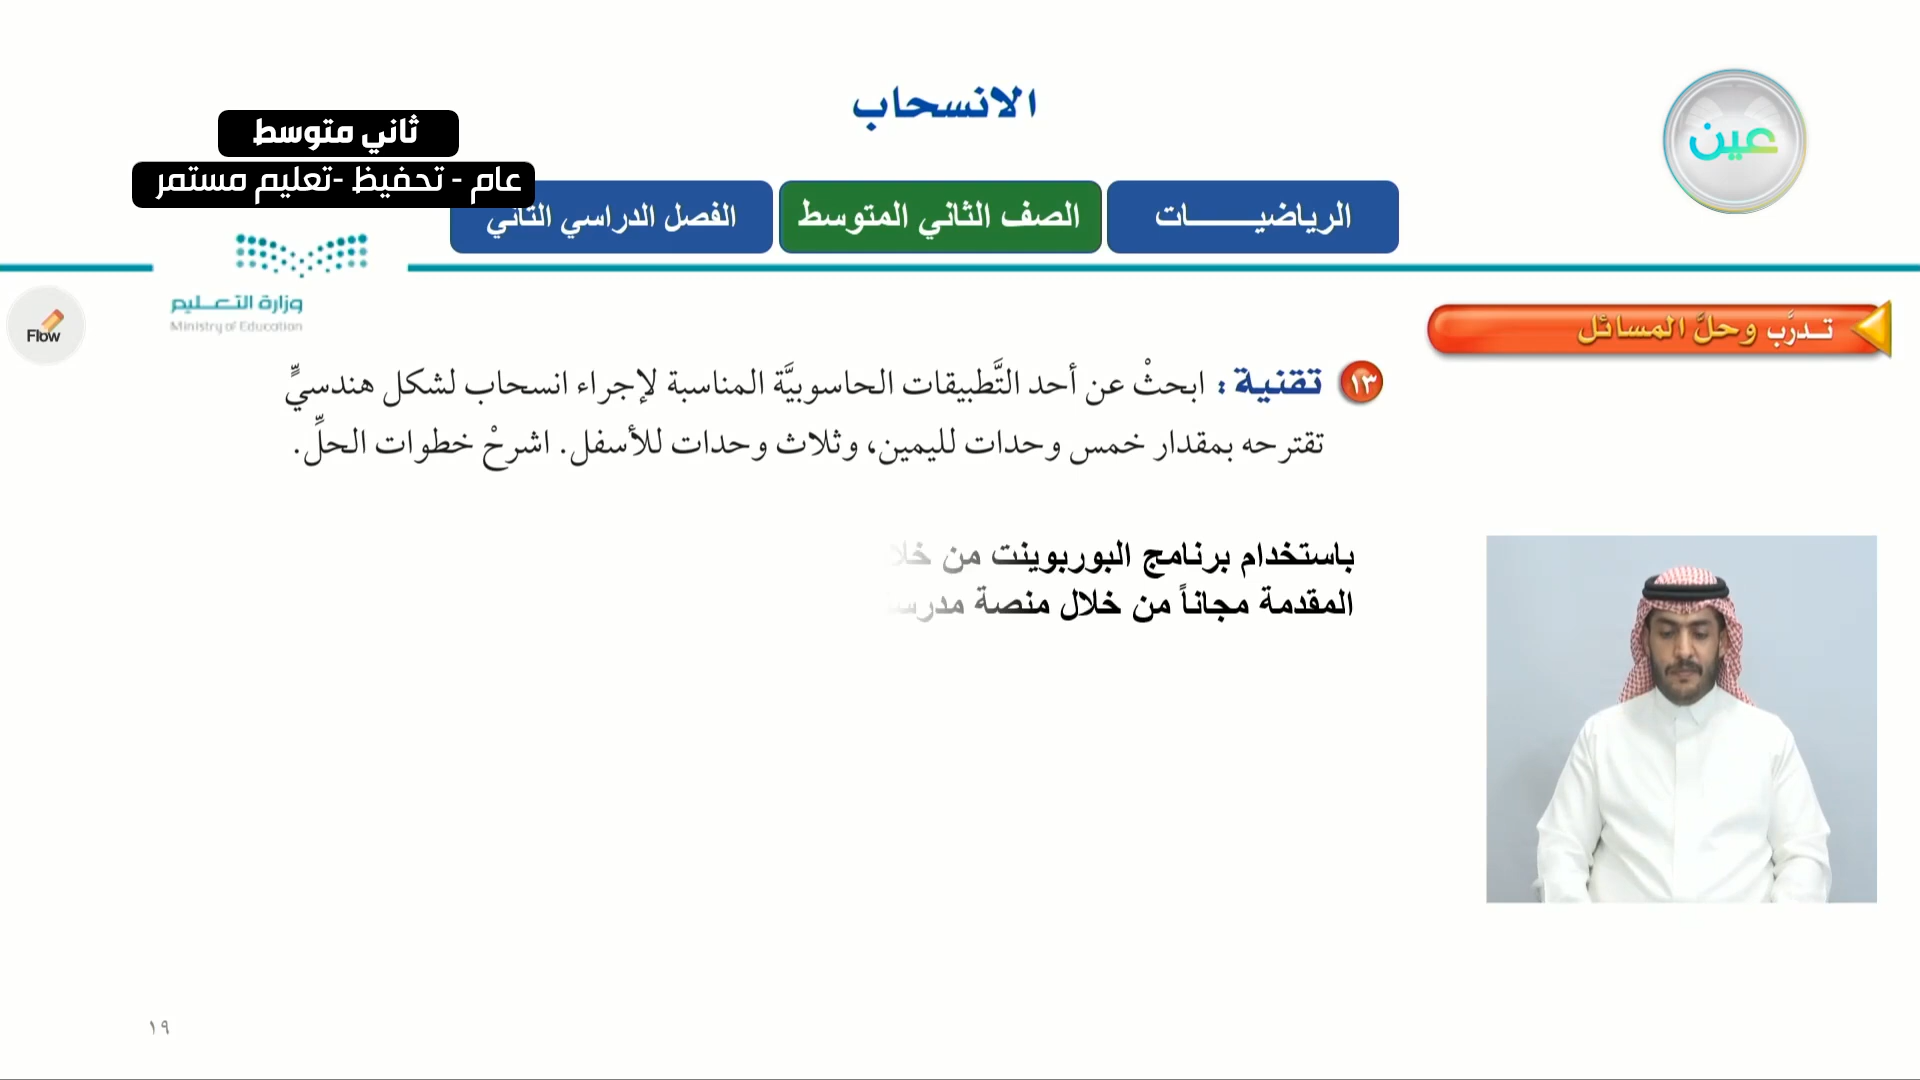 الانسحاب
عين
ثاني متوسط
عام - تحفيظ -تعليم مستمر
الرياضيـــــــــات
الصف الثاني المتوسط
الفصل الدراسي الثاني
وزارة التعـــليم
Ministry of Education
Flow
تـدرَّب وحلَّ المسائل
١٣ تقنية : ابحثْ عن أحد التَّطبيقات الحاسوبيَّة المناسبة لإجراء انسحاب لشكل هندسيٍّ
تقترحه بمقدار خمس وحدات لليمين، وثلاث وحدات للأسفل. اشرحْ خطوات الحلِّ.
باستخدام برنامج البوربوينت من
المقدمة مجاناً من خلال منصة
١٩